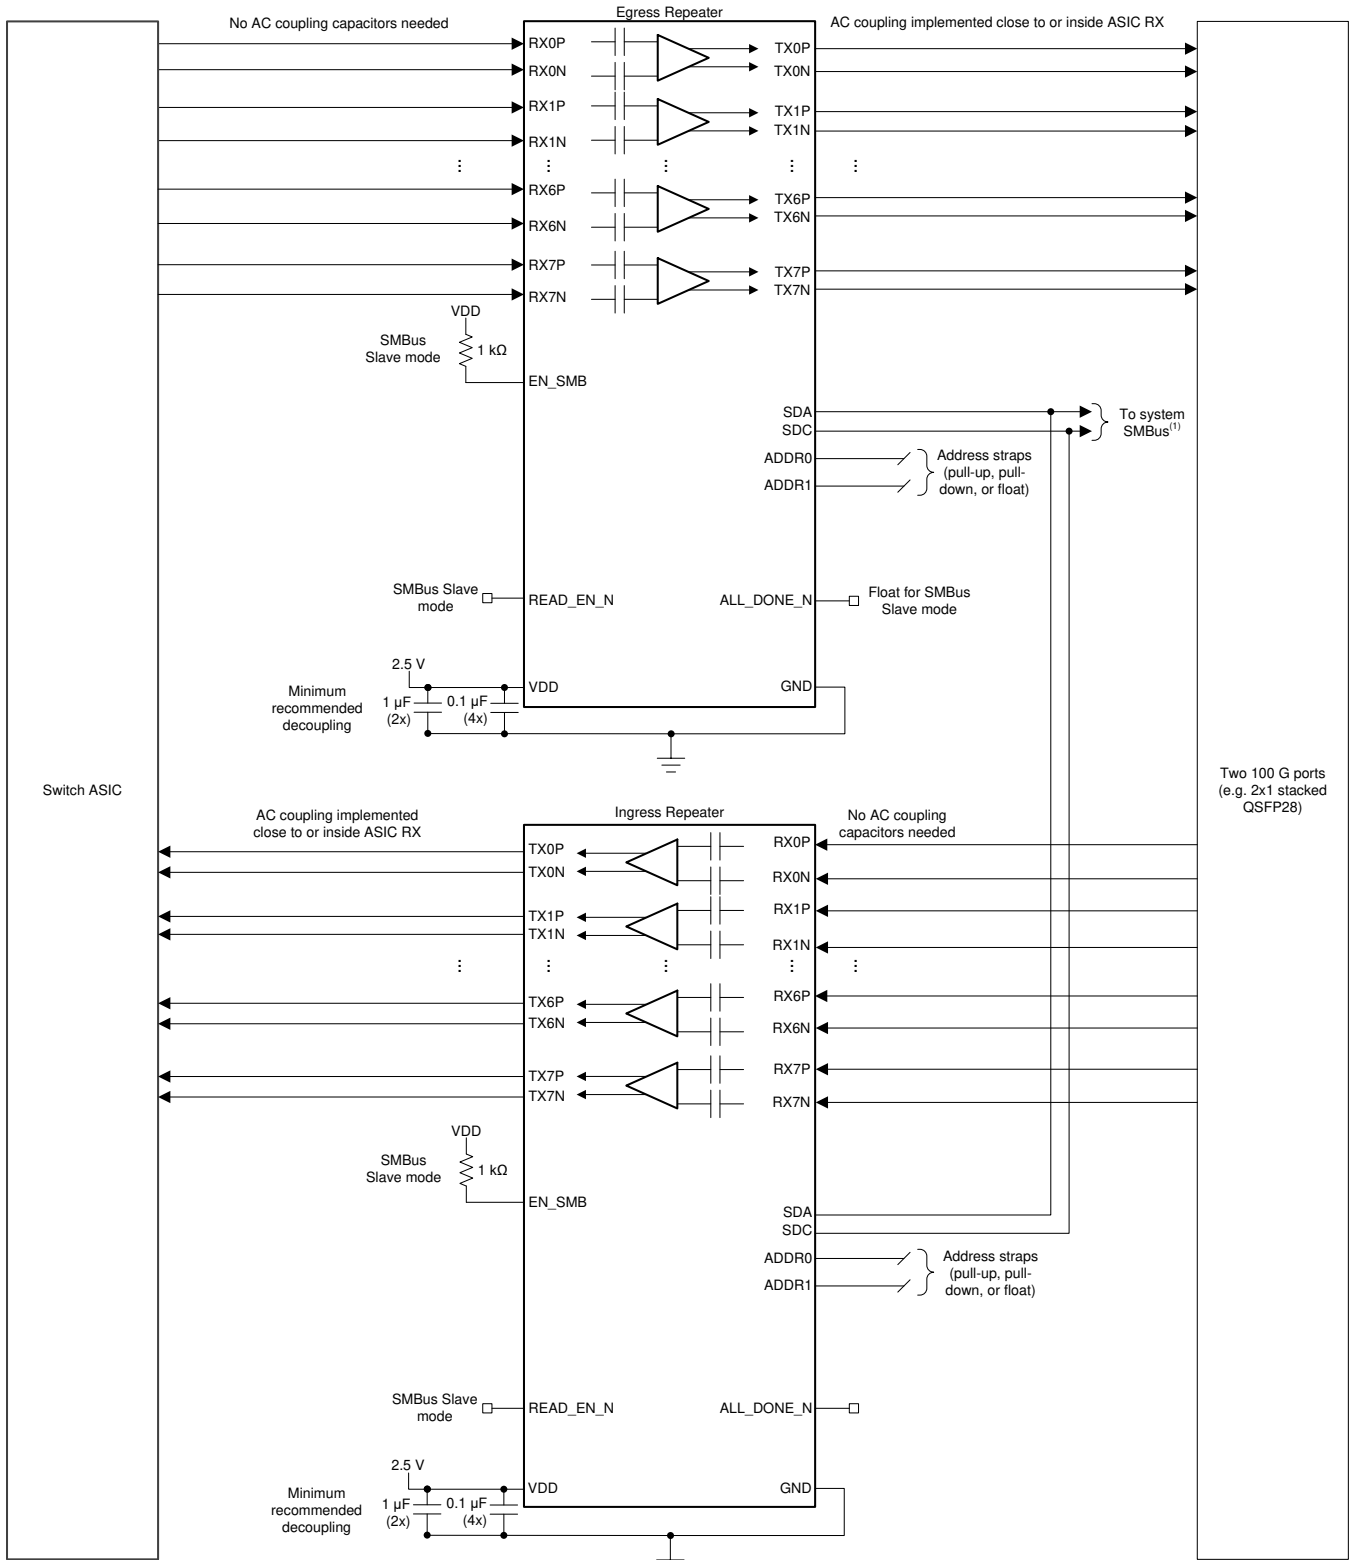 Egress Repeater
No AC coupling capacitors needed
AC coupling implemented close to or inside ASIC RX
RX0P
TX0P
RX0N
TX0N
RX1P
TX1P
RX1N
TX1N
⋮ ⋮ ⋮ ⋮ ⋮
RX6P
TX6P
RX6N
TX6N
RX7P
TX7P
RX7N
TX7N
VDD
SMBus
Slave mode
1 kΩ
EN_SMB
SDA
SDC
To system
SMBus(1)
ADDR0
ADDR1
Address straps
(pull-up, pull-
down, or float)
SMBus Slave
mode
READ_EN_N
ALL_DONE_N
Float for SMBus
Slave mode
2.5 V
VDD
GND
Minimum
recommended
decoupling
1 µF
(2x)
0.1 µF
(4x)
Switch ASIC
Two 100 G ports
(e.g. 2x1 stacked
QSFP28)
Ingress Repeater
AC coupling implemented
close to or inside ASIC RX
No AC coupling
capacitors needed
TX0P
RX0P
TX0N
RX0N
TX1P
RX1P
TX1N
RX1N
⋮ ⋮ ⋮ ⋮ ⋮
TX6P
RX6P
TX6N
RX6N
TX7P
RX7P
TX7N
RX7N
VDD
SMBus
Slave mode
1 kΩ
EN_SMB
SDA
SDC
ADDR0
ADDR1
Address straps
(pull-up, pull-
down, or float)
SMBus Slave
mode
READ_EN_N
ALL_DONE_N
2.5 V
VDD
GND
Minimum
recommended
decoupling
1 µF
(2x)
0.1 µF
(4x)